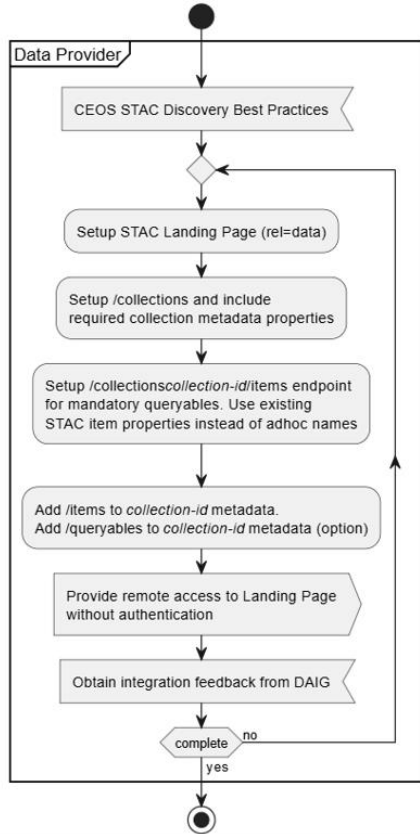 Data Provider
CEOS STAC Discovery Best Practices
Setup STAC Landing Page (rel=data)
Setup /collections and include
required collection metadata properties
Setup /collectionscollection-id/items endpoint
for mandatory queryables. Use existing
STAC item properties instead of adhoc names
Add /items to collection-id metadata.
Add /queryables to collection-id metadata (option)
Provide remote access to Landing Page
without authentication
Obtain integration feedback from DAIG
complete
no
yes